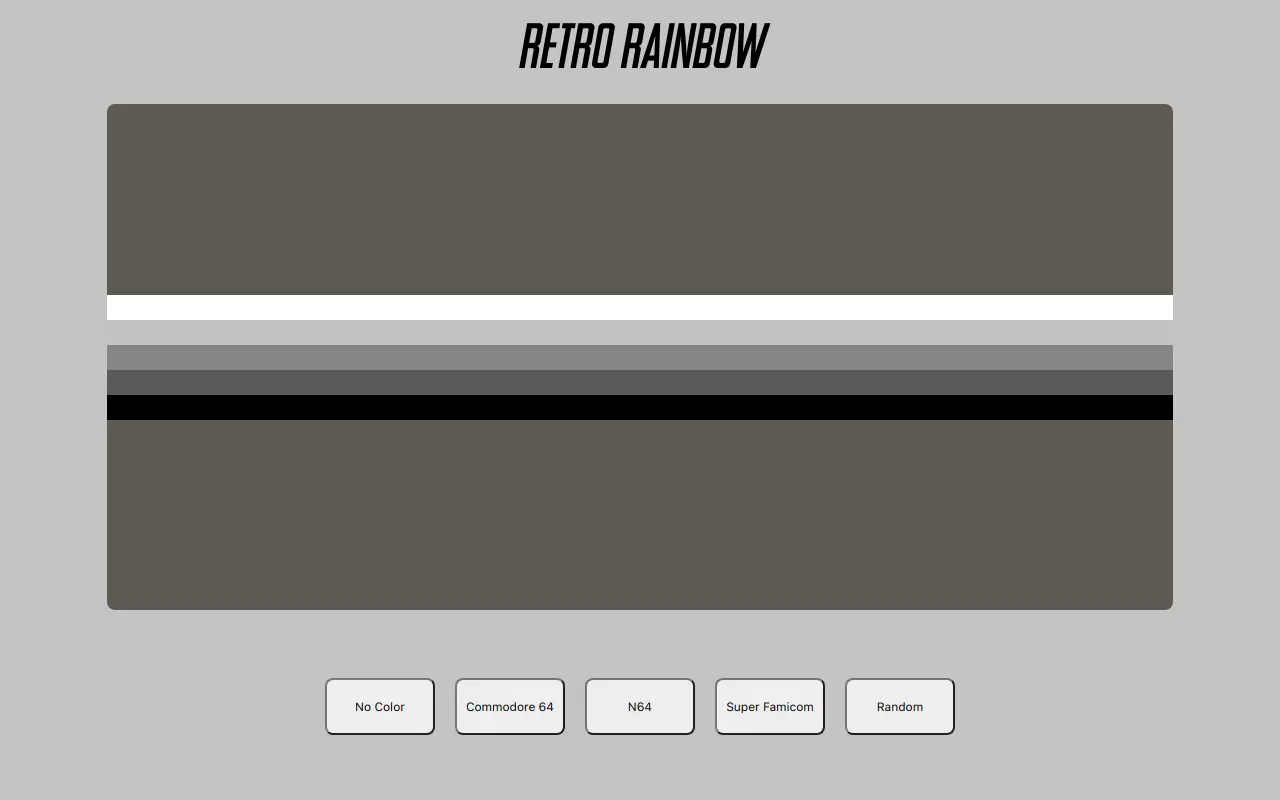 RETRO RAINBOW
No Color
Commodore 64
N64
Super Famicom
Random